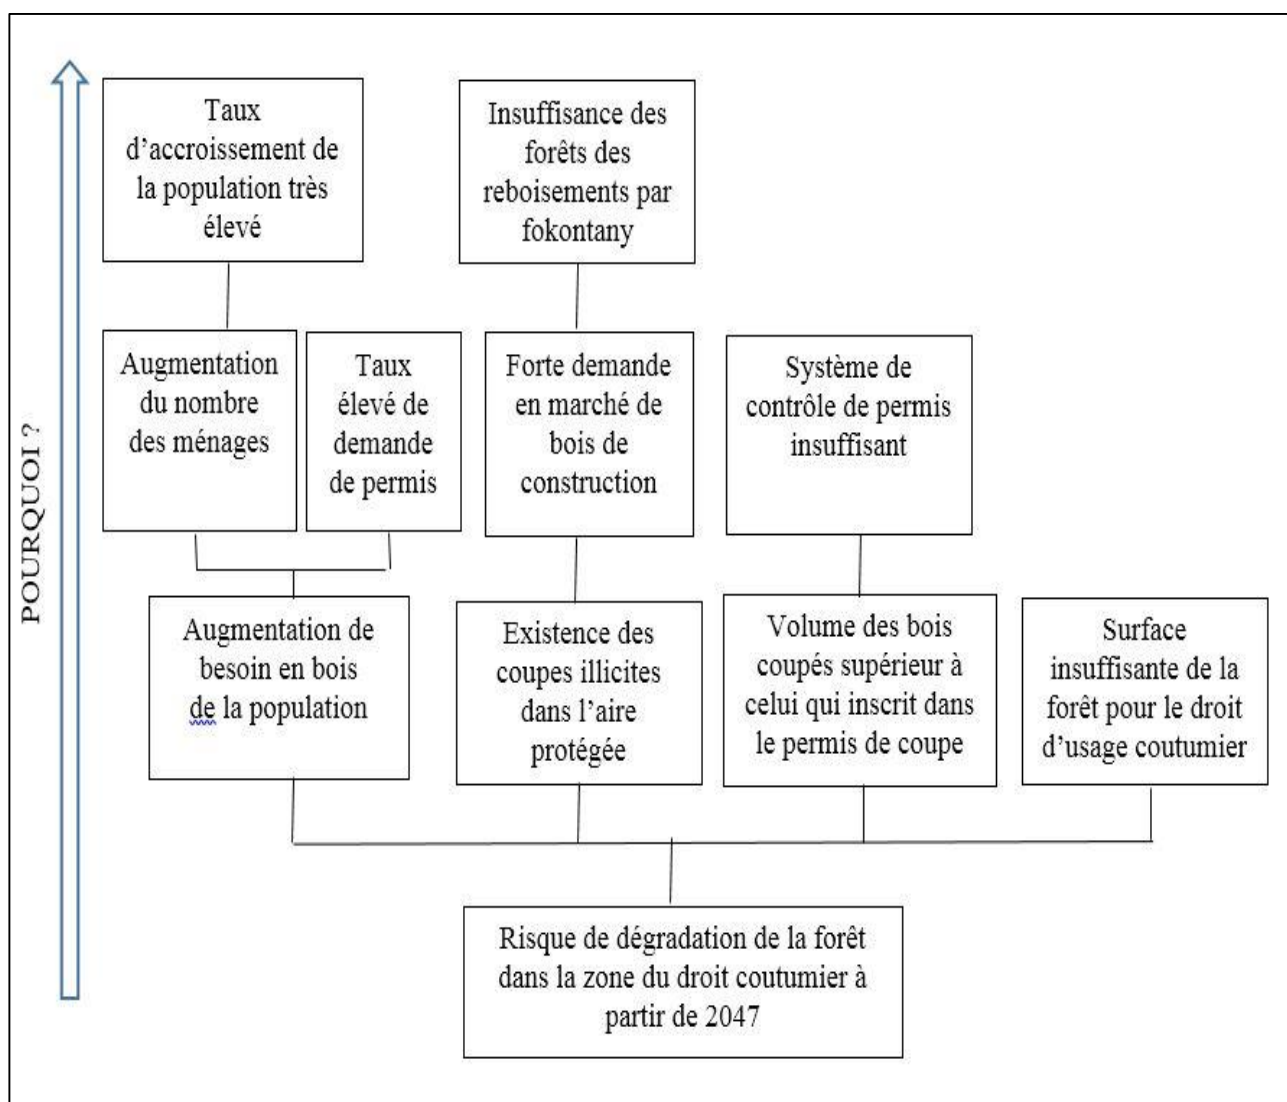 POURQUOI ?
Taux
d’accroissement de
la population très
élevé
Insuffisance des
forêts des
reboisements par
fokontany
Augmentation
du nombre
des ménages
Taux
élevé de
demande
de permis
Forte demande
en marché de
bois de
construction
Système de
contrôle de permis
insuffisant
Augmentation de
besoin en bois
de la population
Existence des
coupes illicites
dans l’aire
protégée
Volume des bois
coupés supérieur à
celui qui inscrit dans
le permis de coupe
Surface
insuffisante de la
forêt pour le droit
d’usage coutumier
Risque de dégradation de la forêt
dans la zone du droit coutumier à
partir de 2047